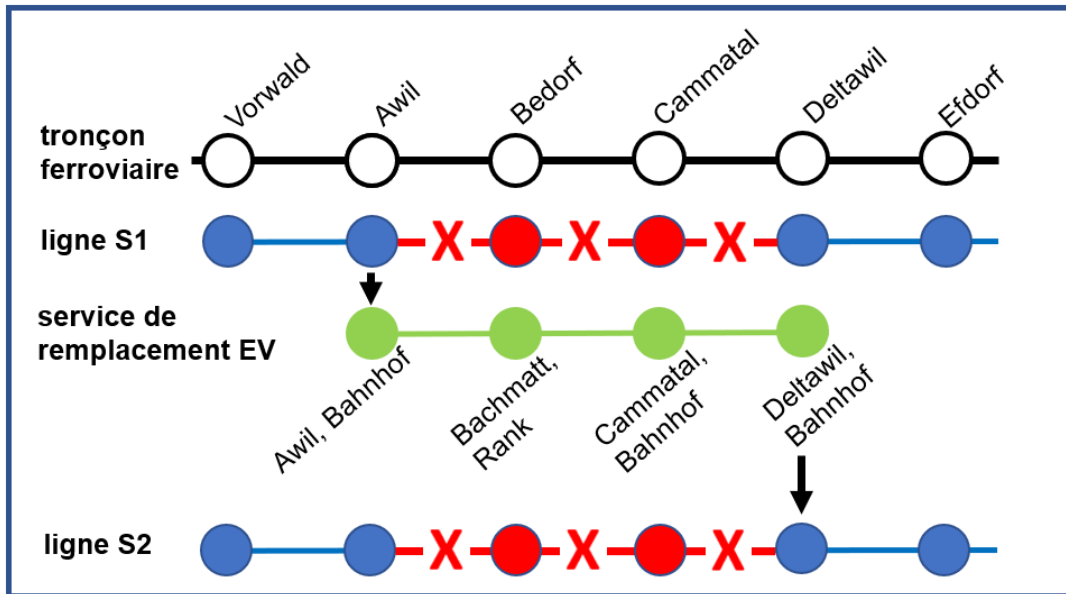 Vorwald
Awil
Bedorf
Cammatal
Deltawil
Efdorf
tronçon
ferroviaire
ligne S1
X X X
service de
remplacement EV
Awil, Bahnhof
Bachmatt,
Rank
Cammatal,
Bahnhof
Deltawil,
Bahnhof
ligne S2
X X X